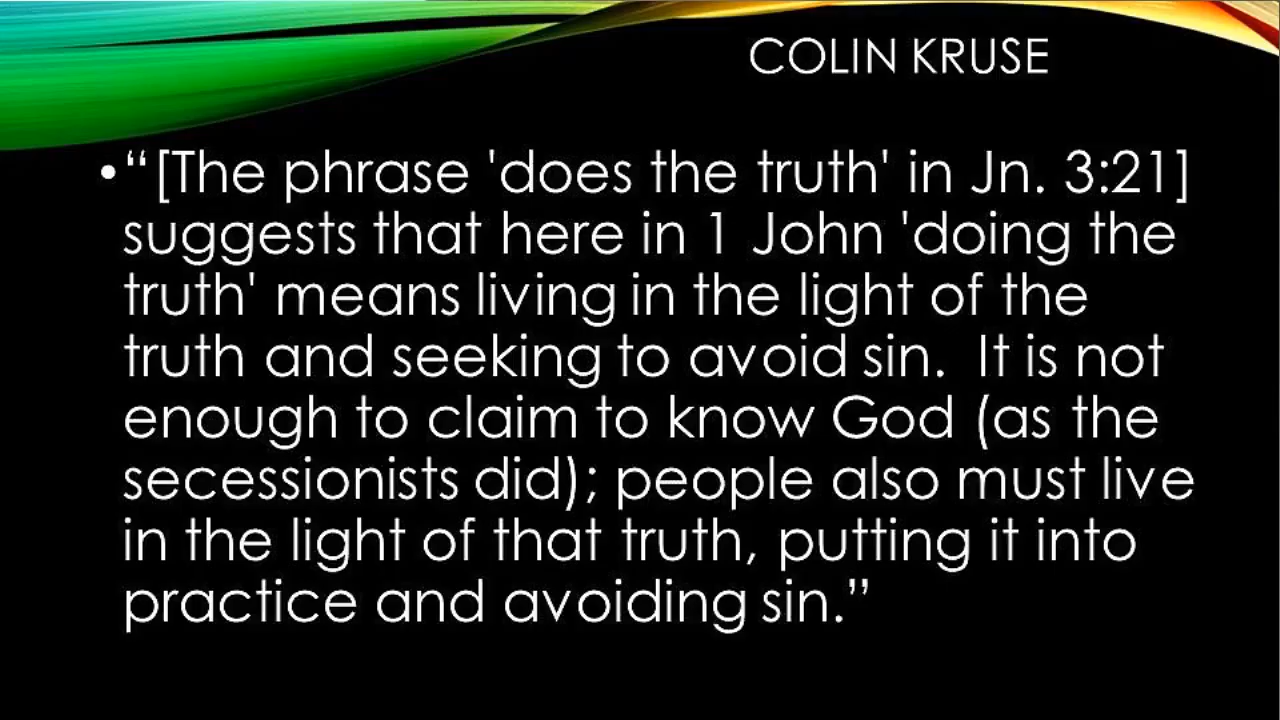 COLIN KRUSE
•“[The phrase 'does the truth' in Jn. 3:21]
suggests that here in 1 John 'doing the
truth' means living in the light of the
truth and seeking to avoid sin.  It is not
enough to claim to know God (as the
secessionists did); people also must live
in the light of that truth, putting it into
practice and avoiding sin.”